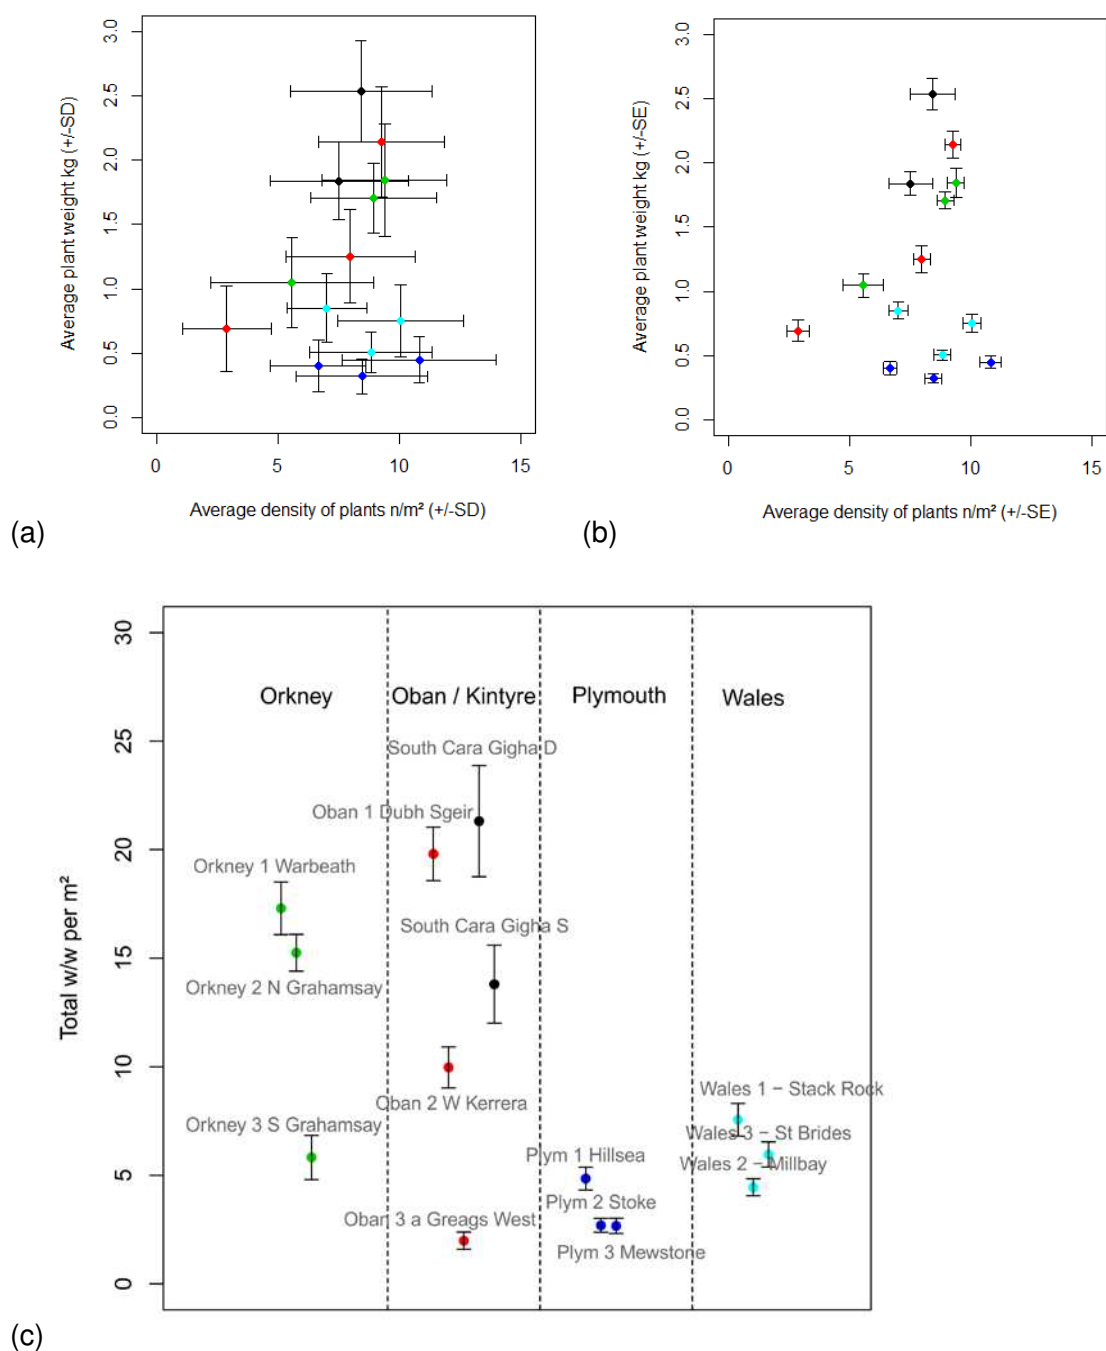 3.0
2.5
2.0
1.5
1.0
0.5
0.0
Average plant weight kg (+/-SD)
0 5 10 15
Average density of plants n/m² (+/-SD)
(a)
3.0
2.5
2.0
1.5
1.0
0.5
0.0
Average plant weight kg (+/-SE)
0 5 10 15
Average density of plants n/m² (+/-SE)
(b)
30
25
20
15
10
5
0
Total w/w per m²
Orkney Oban / Kintyre Plymouth Wales
South Cara Gigha D
Oban 1 Dubh Sgeir
Orkney 1 Warbeath
South Cara Gigha S
Orkney 2 N Grahamsay
Oban 2 W Kerrera
Wales 1 − Stack Rock
Orkney 3 S Grahamsay
Wales 3 − St Brides
Plym 1 Hillsea
Wales 2 − Millbay
Plym 2 Stoke
Oban 3 a Greags West
Plym 3 Mewstone
(c)